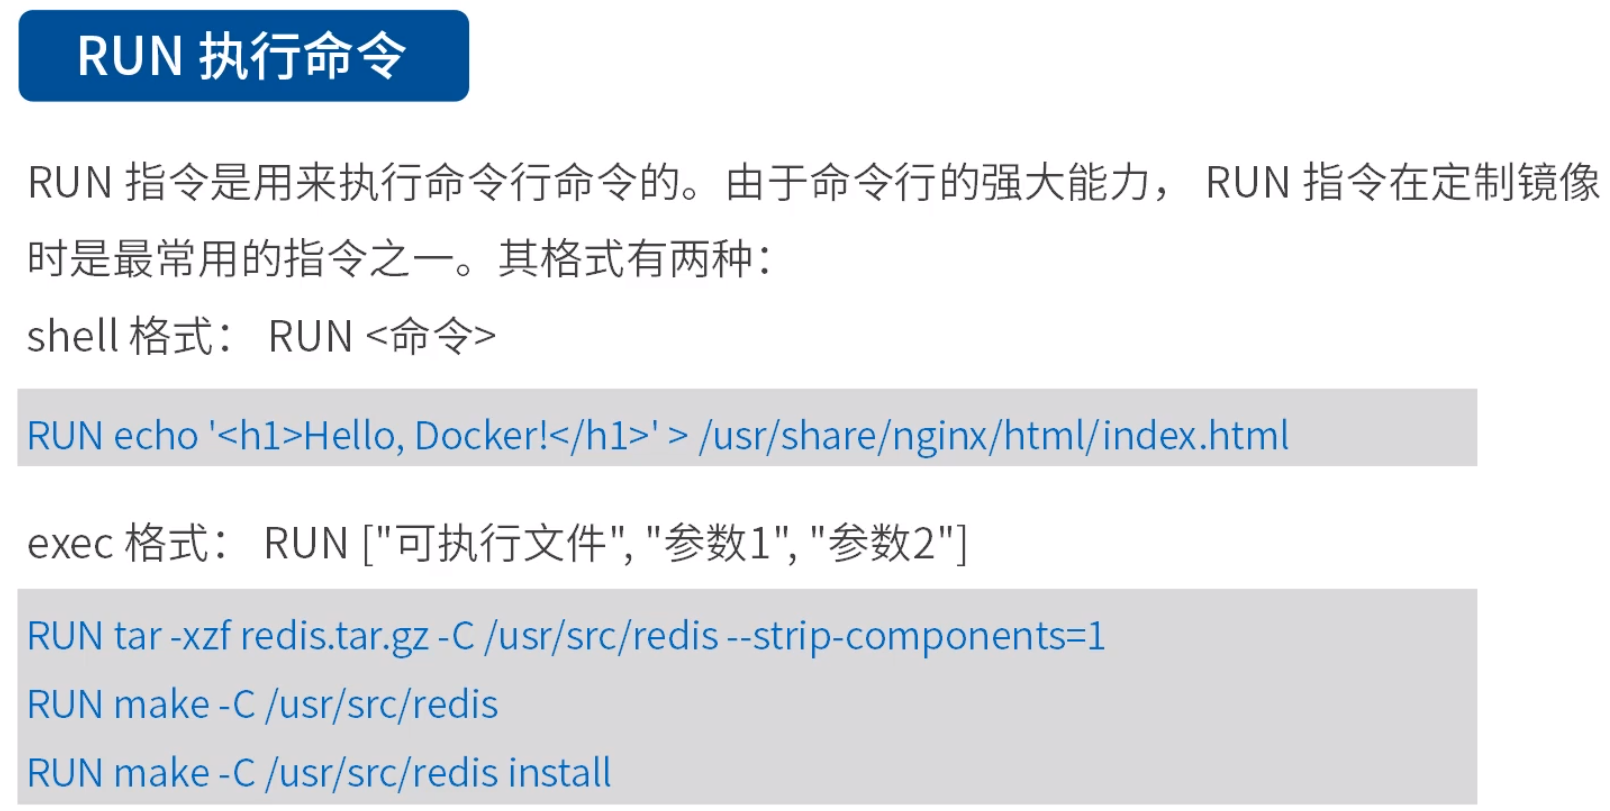 RUN 执行命令
RUN 指令是用来执行命令行命令的。由于命令行的强大能力， RUN 指令在定制镜像
时是最常用的指令之一。其格式有两种：
shell 格式： RUN <命令>
RUN echo '<h1>Hello, Docker!</h1>' > /usr/share/nginx/html/index.html
exec 格式： RUN ["可执行文件", "参数1", "参数2"]
RUN tar -xzf redis.tar.gz -C /usr/src/redis --strip-components=1
RUN make -C /usr/src/redis
RUN make -C /usr/src/redis install